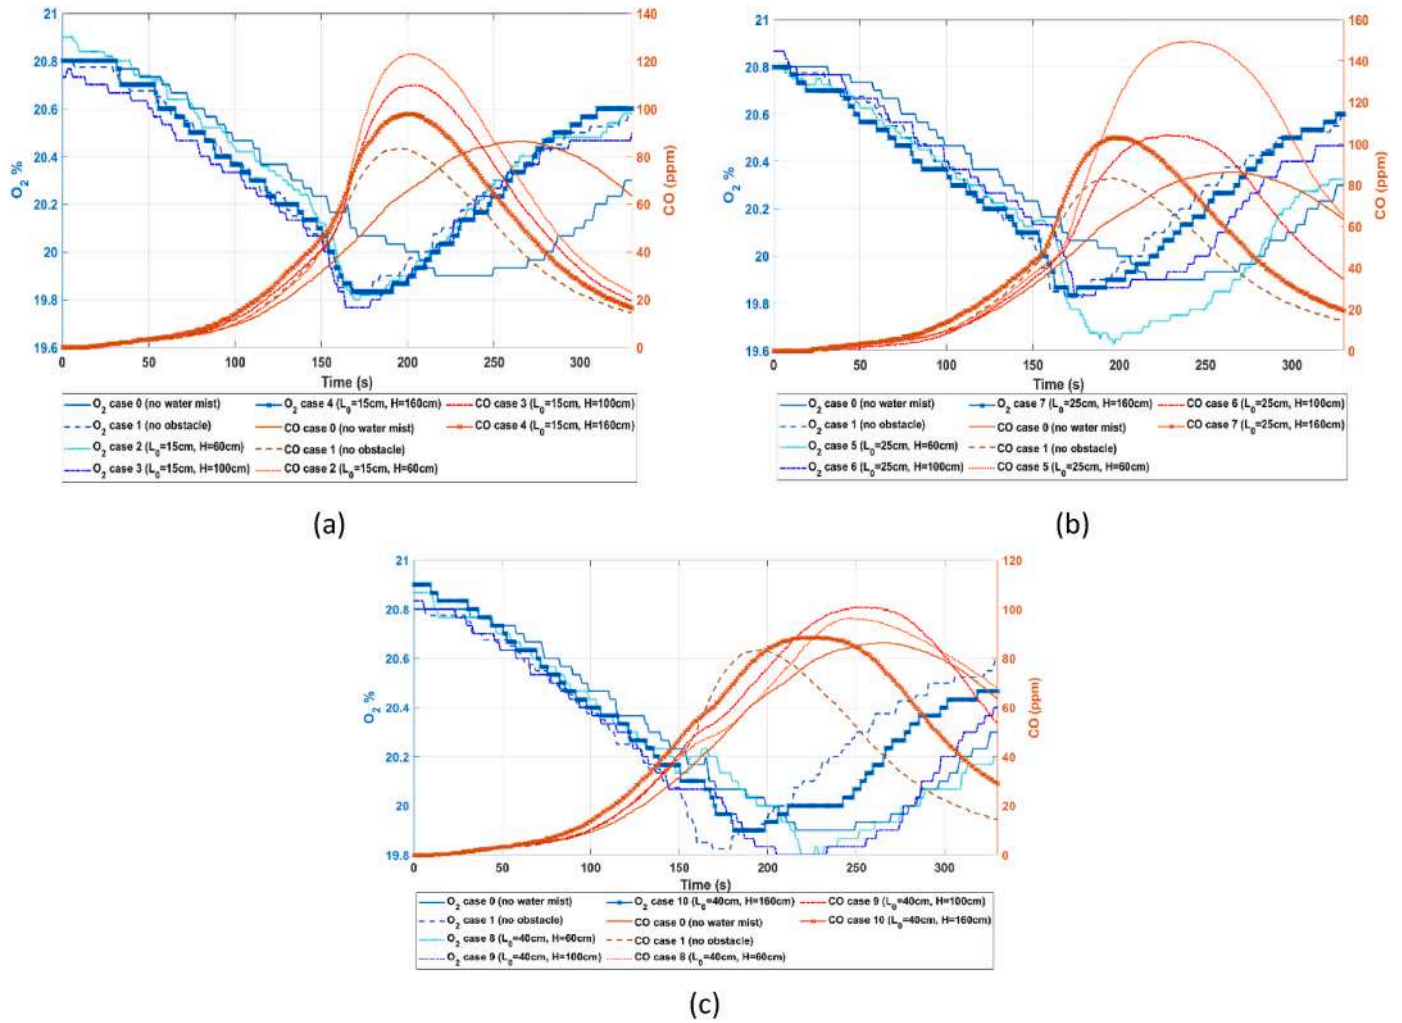 21
20.8
20.6
20.4
20.2
20
19.8
19.6
O2 %
140
120
100
80
60
40
20
0
CO (ppm)
0 50 100 150 200 250 300
Time (s)
O2 case 0 (no water mist) O2 case 4 (L0=15cm, H=160cm) CO case 3 (L0=15cm, H=100cm)
O2 case 1 (no obstacle) CO case 0 (no water mist) CO case 4 (L0=15cm, H=160cm)
O2 case 2 (L0=15cm, H=60cm) CO case 1 (no obstacle)
O2 case 3 (L0=15cm, H=100cm) CO case 2 (L0=15cm, H=60cm)
(a)
21
20.8
20.6
20.4
20.2
20
19.8
19.6
O2 %
160
140
120
100
80
60
40
20
0
CO (ppm)
0 50 100 150 200 250 300
Time (s)
O2 case 0 (no water mist) O2 case 7 (L0=25cm, H=160cm) CO case 6 (L0=25cm, H=100cm)
O2 case 1 (no obstacle) CO case 0 (no water mist) CO case 7 (L0=25cm, H=160cm)
O2 case 5 (L0=25cm, H=60cm) CO case 1 (no obstacle)
O2 case 6 (L0=25cm, H=100cm) CO case 5 (L0=25cm, H=60cm)
(b)
21
20.8
20.6
20.4
20.2
20
19.8
O2 %
120
100
80
60
40
20
0
CO (ppm)
0 50 100 150 200 250 300
Time (s)
O2 case 0 (no water mist) O2 case 10 (L0=40cm, H=160cm) CO case 9 (L0=40cm, H=100cm)
O2 case 1 (no obstacle) CO case 0 (no water mist) CO case 10 (L0=40cm, H=160cm)
O2 case 8 (L0=40cm, H=60cm) CO case 1 (no obstacle)
O2 case 9 (L0=40cm, H=100cm) CO case 8 (L0=40cm, H=60cm)
(c)